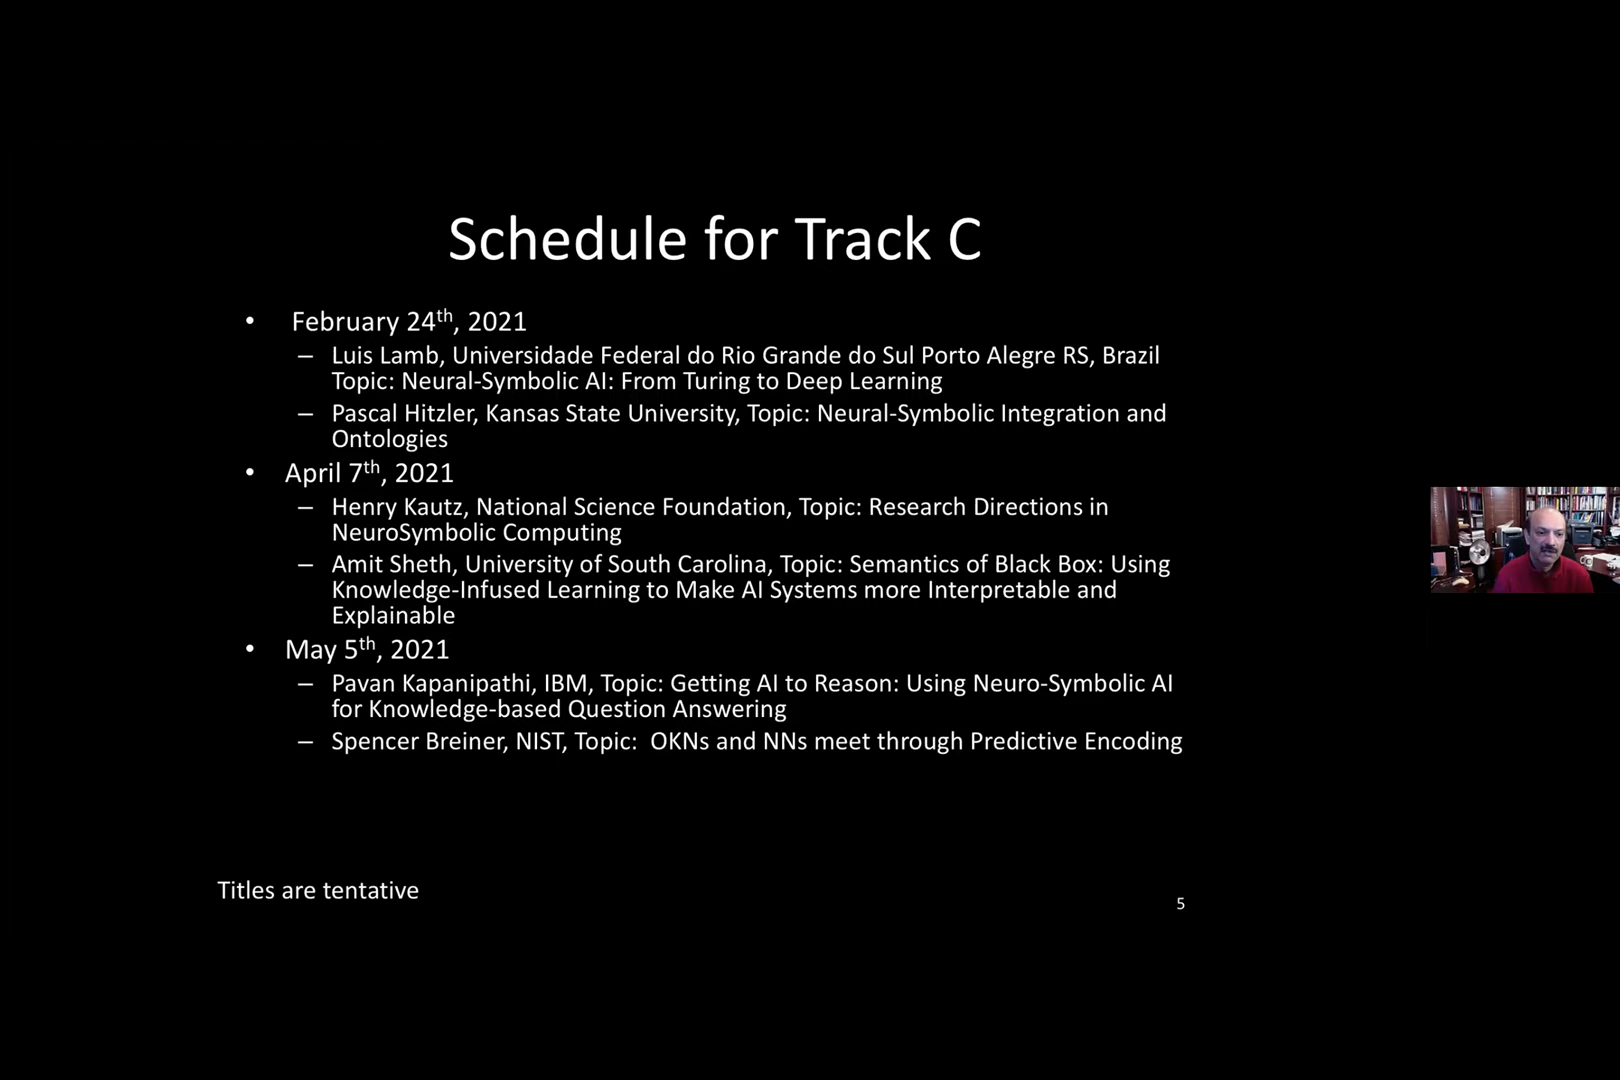 Schedule for Track C
• February 24th, 2021
– Luis Lamb, Universidade Federal do Rio Grande do Sul Porto Alegre RS, Brazil
Topic: Neural-Symbolic AI: From Turing to Deep Learning
– Pascal Hitzler, Kansas State University, Topic: Neural-Symbolic Integration and
Ontologies
• April 7th, 2021
– Henry Kautz, National Science Foundation, Topic: Research Directions in
NeuroSymbolic Computing
– Amit Sheth, University of South Carolina, Topic: Semantics of Black Box: Using
Knowledge-Infused Learning to Make AI Systems more Interpretable and
Explainable
• May 5th, 2021
– Pavan Kapanipathi, IBM, Topic: Getting AI to Reason: Using Neuro-Symbolic AI
for Knowledge-based Question Answering
– Spencer Breiner, NIST, Topic:  OKNs and NNs meet through Predictive Encoding
Titles are tentative
5